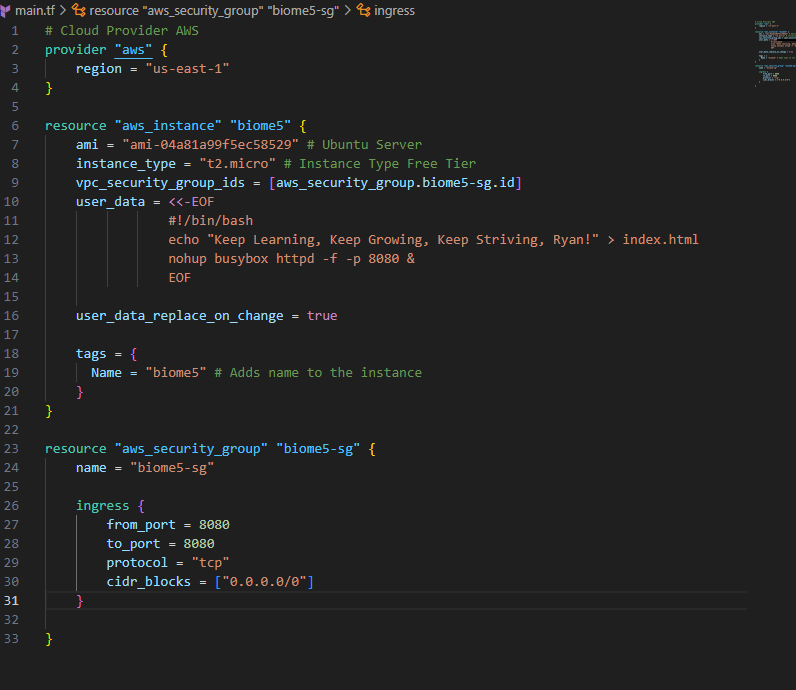 main.tf > resource "aws_security_group" "biome5-sg" > ingress
1 # Cloud Provider AWS
2 provider "aws" {
3     region = "us-east-1"
4 }
5
6 resource "aws_instance" "biome5" {
7     ami = "ami-04a81a99f5ec58529" # Ubuntu Server
8     instance_type = "t2.micro" # Instance Type Free Tier
9     vpc_security_group_ids = [aws_security_group.biome5-sg.id]
10     user_data = <<-EOF
11                 #!/bin/bash
12                 echo "Keep Learning, Keep Growing, Keep Striving, Ryan!" > index.html
13                 nohup busybox httpd -f -p 8080 &
14                 EOF
15
16     user_data_replace_on_change = true
17
18     tags = {
19       Name = "biome5" # Adds name to the instance
20     }
21 }
22
23 resource "aws_security_group" "biome5-sg" {
24     name = "biome5-sg"
25
26     ingress {
27         from_port = 8080
28         to_port = 8080
29         protocol = "tcp"
30         cidr_blocks = ["0.0.0.0/0"]
31     }
32
33 }